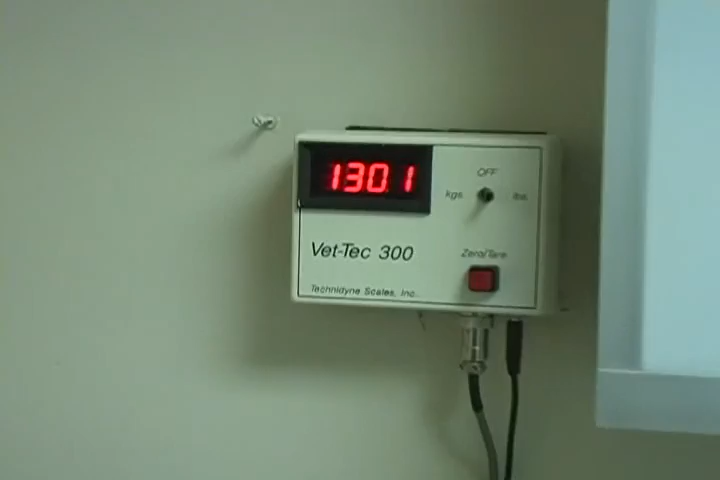 130.1
OFF
kgs. lbs.
Vet-Tec 300
Zero/Tare
Technidyne Scales, Inc.